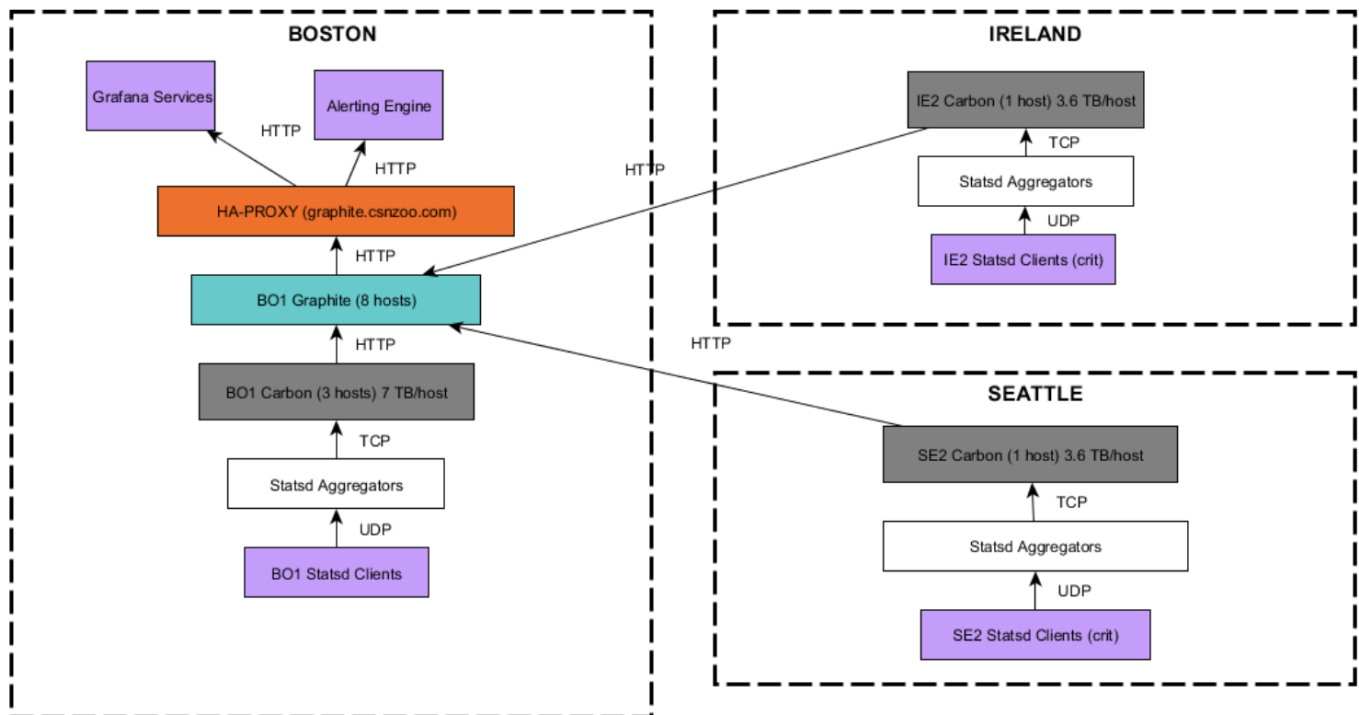 BOSTON
Grafana Services
Alerting Engine
HTTP
HTTP
HA-PROXY (graphite.csnzoo.com)
HTTP
BO1 Graphite (8 hosts)
HTTP
BO1 Carbon (3 hosts) 7 TB/host
TCP
Statsd Aggregators
UDP
BO1 Statsd Clients
IRELAND
IE2 Carbon (1 host) 3.6 TB/host
TCP
HTTP
Statsd Aggregators
UDP
IE2 Statsd Clients (crit)
HTTP
SEATTLE
SE2 Carbon (1 host) 3.6 TB/host
TCP
Statsd Aggregators
UDP
SE2 Statsd Clients (crit)